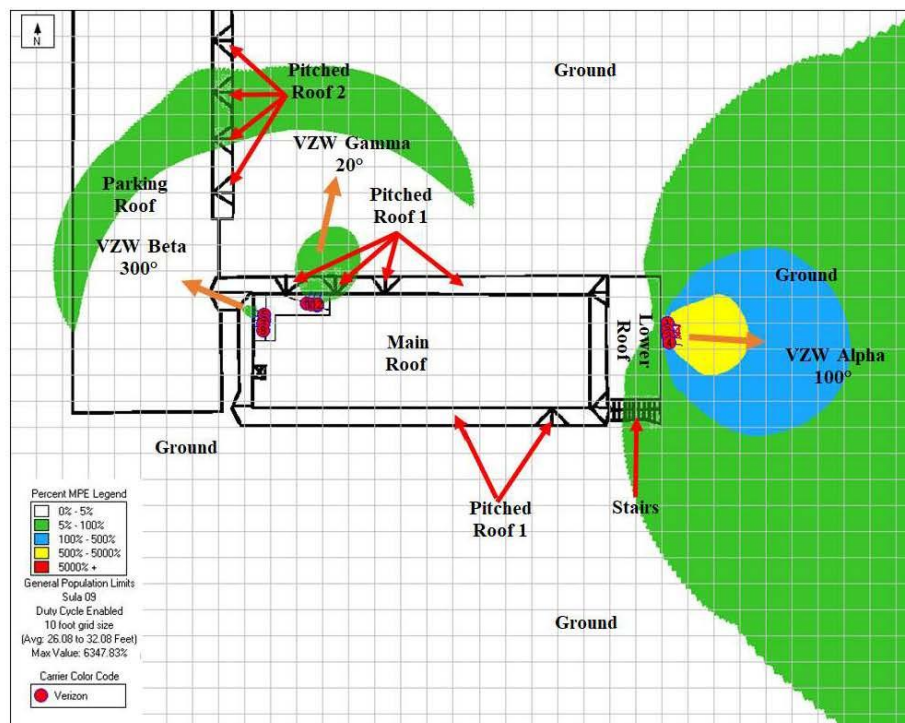 N
Pitched
Roof 2
Ground
VZW Gamma
20°
Parking
Roof
Pitched
Roof 1
VZW Beta
300°
Ground
Main
Roof
Lower
Roof
VZW Alpha
100°
Ground
Pitched
Roof 1
Stairs
Percent MPE Legend
0% - 5%
5% - 100%
100% - 500%
500% - 5000%
5000% +
General Population Limits
Sula 09
Duty Cycle Enabled
10 foot grid size
(Avg: 26.08 to 32.08 Feet)
Max Value: 6347.83%
Ground
Carrier Color Code
Verizon